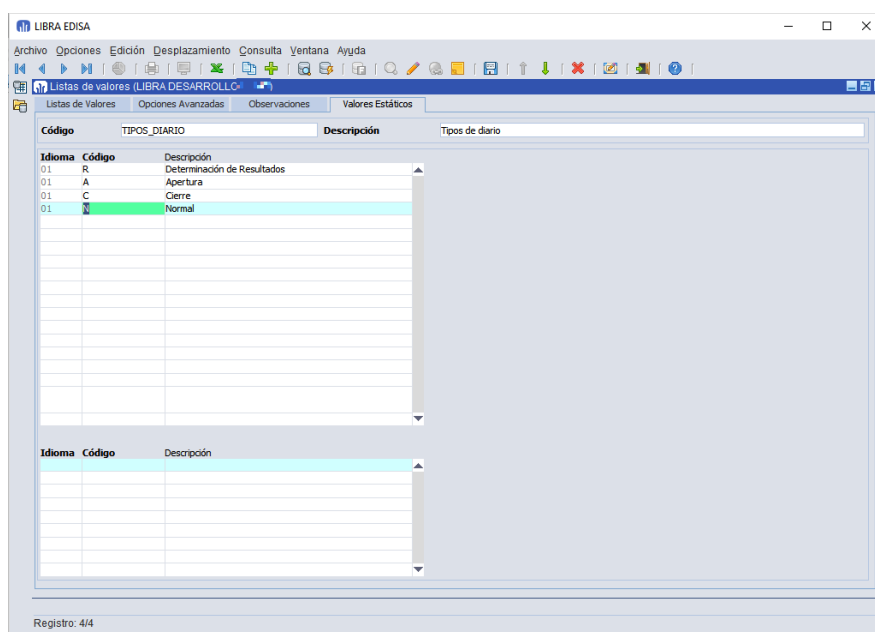 LIBRA EDISA
Archivo Opciones Edición Desplazamiento Consulta Ventana Ayuda
Listas de valores (LIBRA DESARROLLO
Listas de Valores Opciones Avanzadas Observaciones Valores Estáticos
Código TIPOS_DIARIO Descripción Tipos de diario
Idioma Código Descripción
01 R Determinación de Resultados
01 A Apertura
01 C Cierre
01 N Normal
Idioma Código Descripción
Registro: 4/4